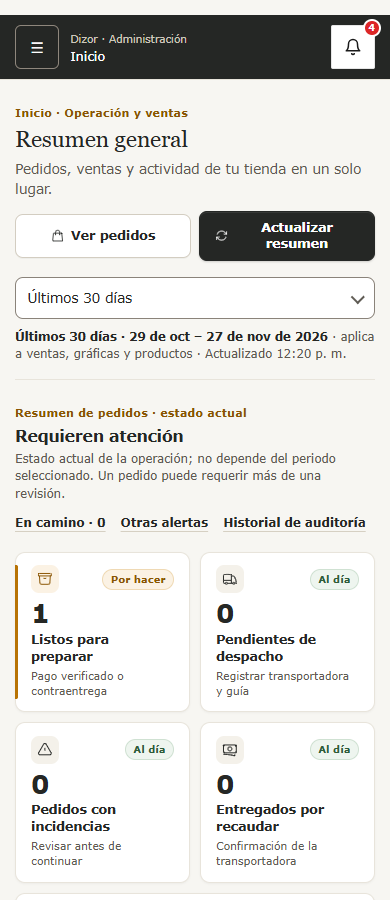 Dizor · Administración
Inicio
4
Inicio · Operación y ventas
Resumen general
Pedidos, ventas y actividad de tu tienda en un solo
lugar.
Ver pedidos
Actualizar
resumen
Últimos 30 días
Últimos 30 días · 29 de oct – 27 de nov de 2026 · aplica
a ventas, gráficas y productos · Actualizado 12:20 p. m.
Resumen de pedidos · estado actual
Requieren atención
Estado actual de la operación; no depende del periodo
seleccionado. Un pedido puede requerir más de una
revisión.
En camino · 0
Otras alertas
Historial de auditoría
Por hacer
1
Listos para
preparar
Pago verificado o
contraentrega
Al día
0
Pendientes de
despacho
Registrar transportadora
y guía
Al día
0
Pedidos con
incidencias
Revisar antes de
continuar
Al día
0
Entregados por
recaudar
Confirmación de la
transportadora